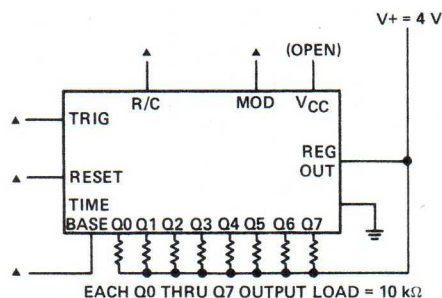 V+ = 4 V
(OPEN)
R/C MOD VCC
TRIG
REG
OUT
RESET
TIME
BASE Q0 Q1 Q2 Q3 Q4 Q5 Q6 Q7
EACH Q0 THRU Q7 OUTPUT LOAD = 10 kΩ